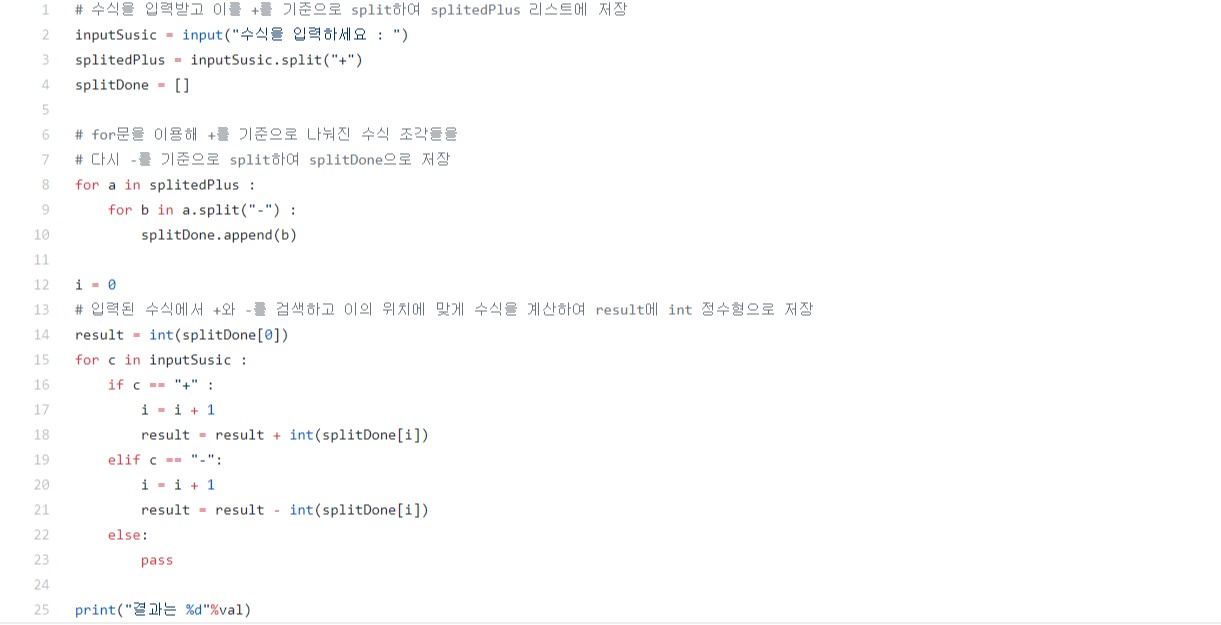 1 # 수식을 입력받고 이를 +를 기준으로 split하여 splitedPlus 리스트에 저장
2 inputSusic = input("수식을 입력하세요 : ")
3 splitedPlus = inputSusic.split("+")
4 splitDone = []
5
6 # for문을 이용해 +를 기준으로 나눠진 수식 조각들을
7 # 다시 -를 기준으로 split하여 splitDone으로 저장
8 for a in splitedPlus :
9     for b in a.split("-") :
10         splitDone.append(b)
11
12 i = 0
13 # 입력된 수식에서 +와 -를 검색하고 이의 위치에 맞게 수식을 계산하여 result에 int 정수형으로 저장
14 result = int(splitDone[0])
15 for c in inputSusic :
16     if c == "+" :
17         i = i + 1
18         result = result + int(splitDone[i])
19     elif c == "-":
20         i = i + 1
21         result = result - int(splitDone[i])
22     else:
23         pass
24
25 print("결과는 %d"%val)